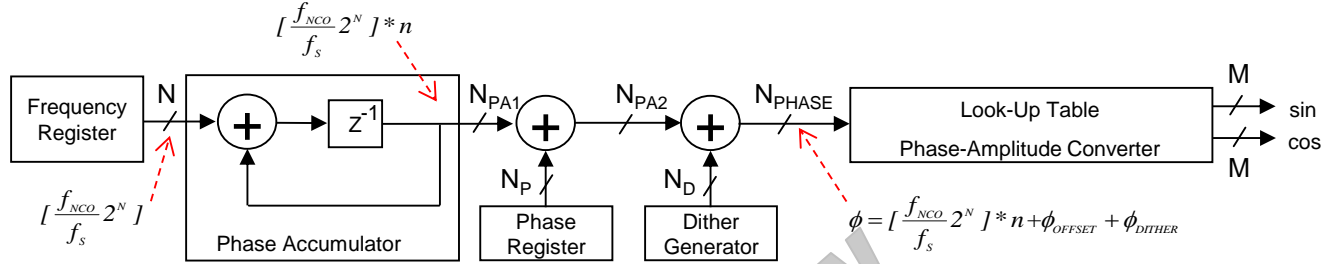 [ f_NCO / f_S 2^N ] * n
Frequency
Register
N
+
Z^-1
N_PA1
+
N_PA2
+
N_PHASE
Look-Up Table
Phase-Amplitude Converter
M
sin
cos
M
[ f_NCO / f_S 2^N ]
Phase Accumulator
N_P
Phase
Register
N_D
Dither
Generator
ϕ = [ f_NCO / f_S 2^N ] * n + ϕ_OFFSET + ϕ_DITHER